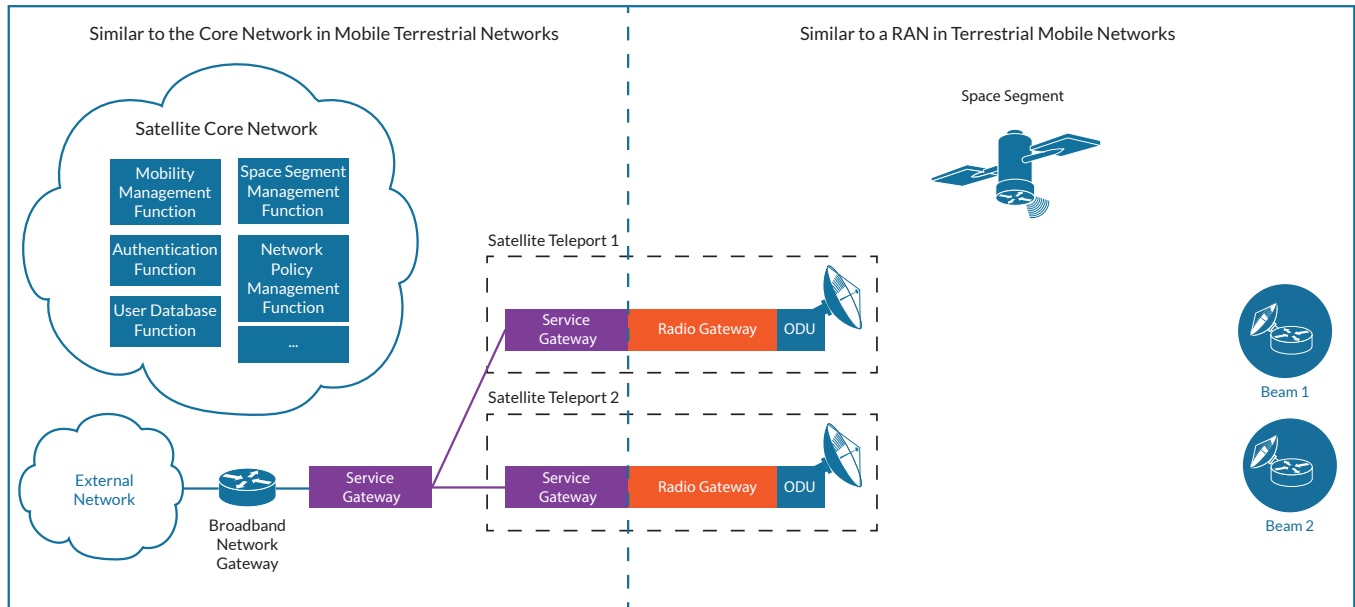 Similar to the Core Network in Mobile Terrestrial Networks
Similar to a RAN in Terrestrial Mobile Networks
Space Segment
Satellite Core Network
Mobility
Management
Function
Space Segment
Management
Function
Authentication
Function
Network
Policy
Management
Function
User Database
Function
...
Satellite Teleport 1
Service
Gateway
Radio Gateway
ODU
Beam 1
Satellite Teleport 2
External
Network
Broadband
Network
Gateway
Service
Gateway
Service
Gateway
Radio Gateway
ODU
Beam 2